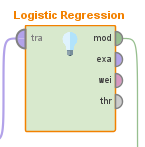 Logistic Regression
tra
mod
exa
wei
thr